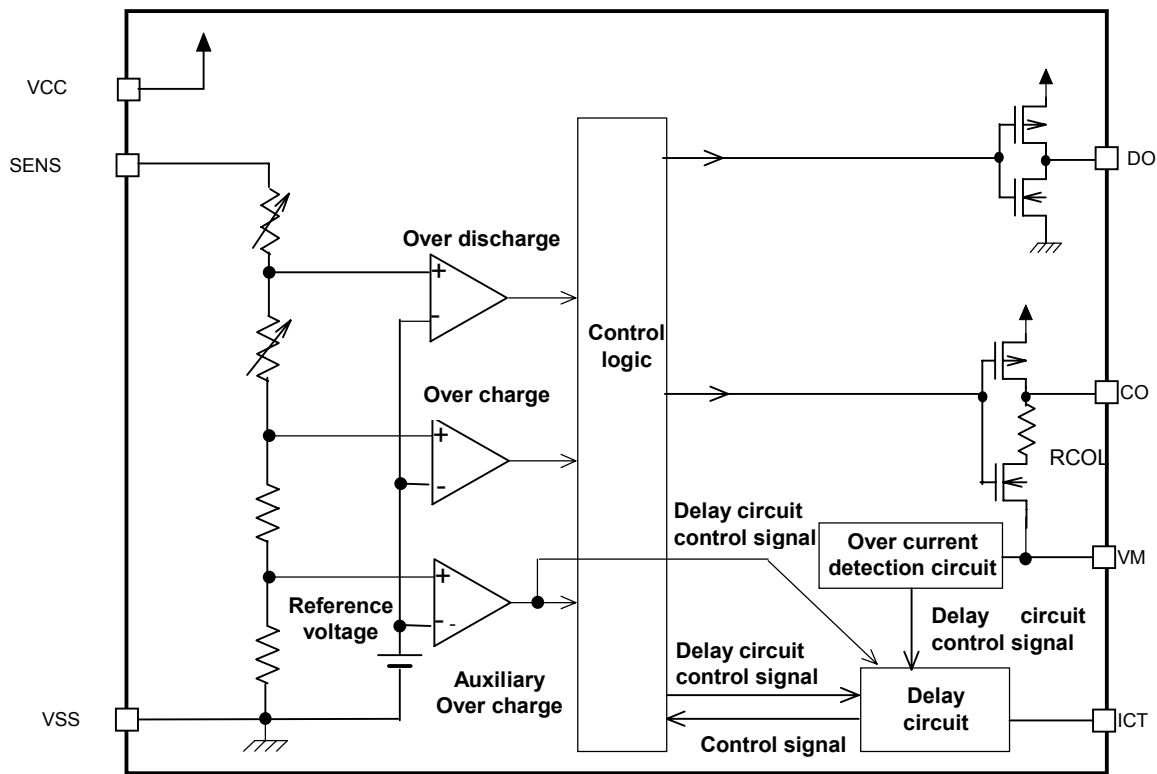 VCC
SENS
DO
Over discharge
+
-
Control
logic
Over charge
+
-
CO
RCOL
Delay circuit
control signal
Over current
detection circuit
VM
+
- -
Reference
voltage
Delay circuit
control signal
Delay circuit
control signal
Auxiliary
Over charge
Delay
circuit
VSS
ICT
Control signal